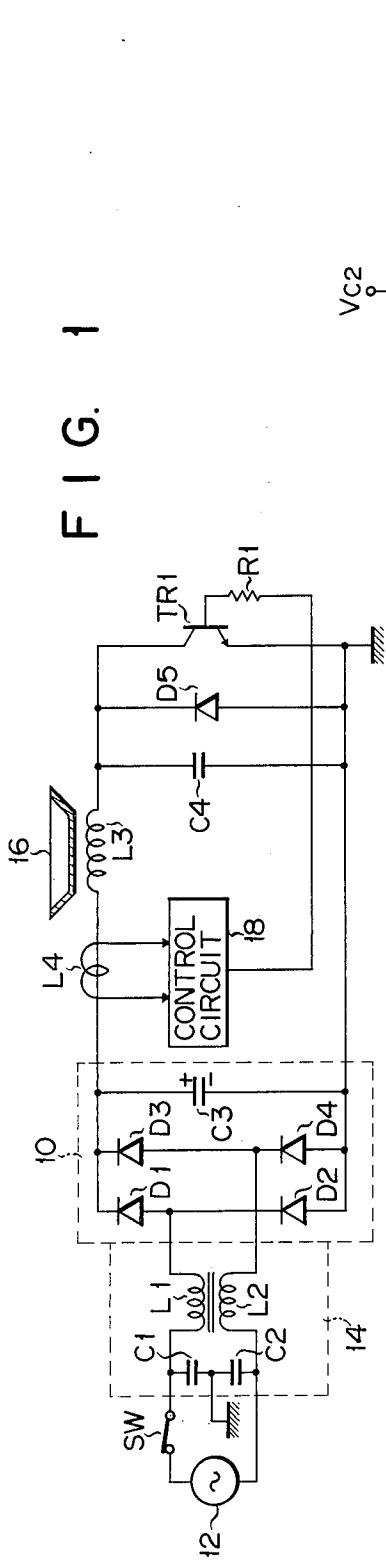 FIG. 1
16
10
L4
L3
TR1
D5
R1
C4
CONTROL
CIRCUIT
18
D3
D1
C3
D4
D2
L1
L2
C1
C2
SW
12
14
VC2